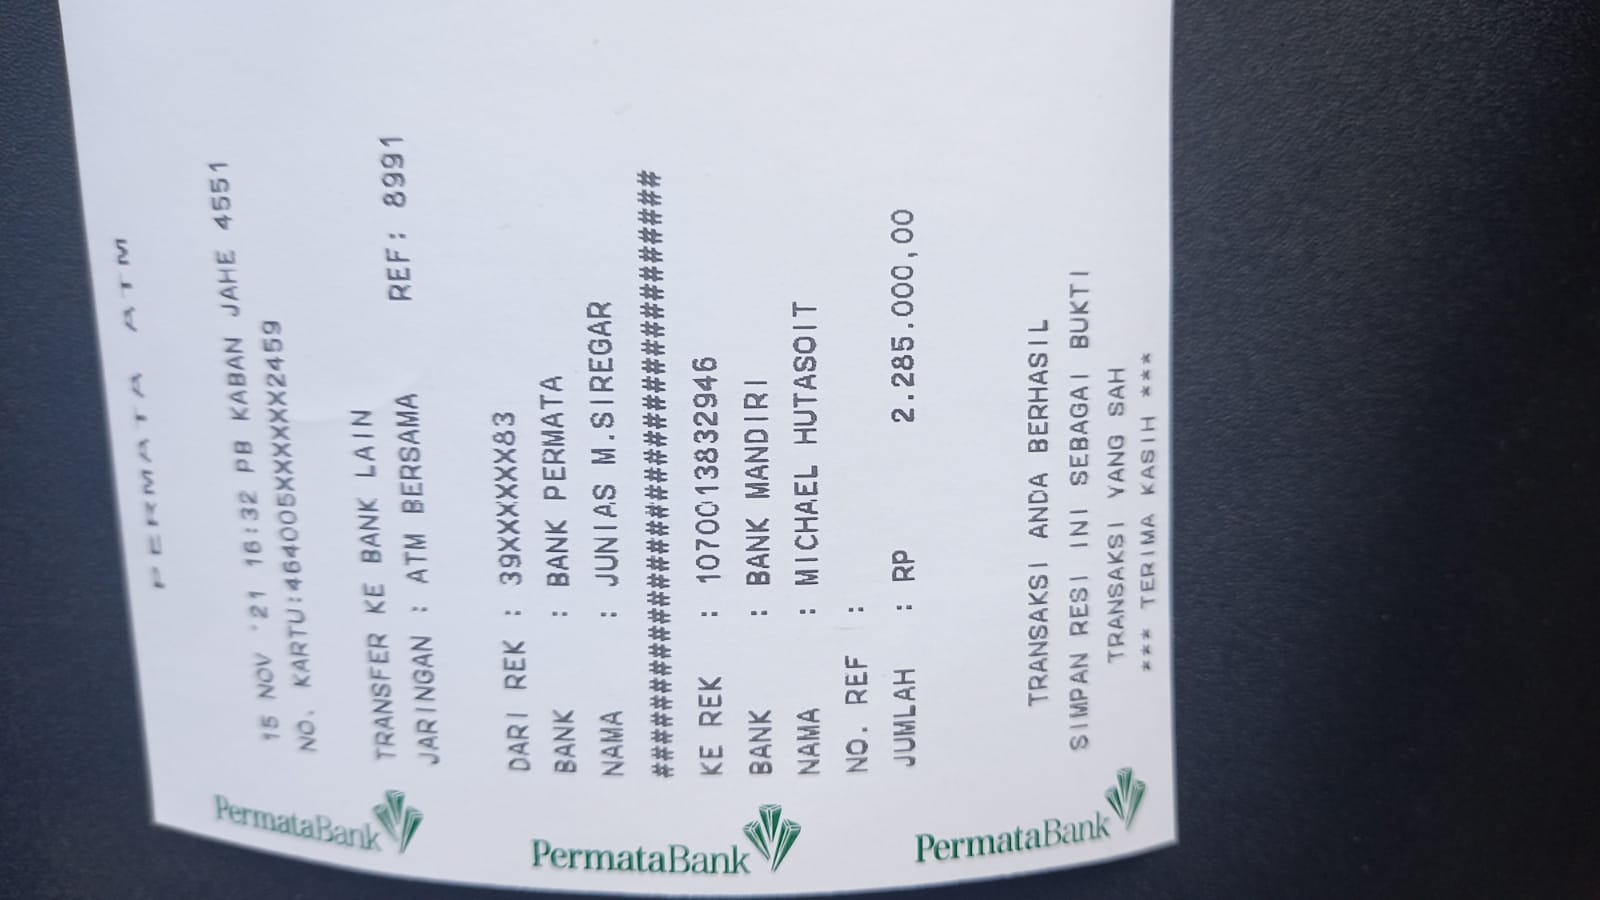 PERMATA ATM
15 NOV '21 16:32 PB KABAN JAHE 4551
NO. KARTU:464005XXXXXX2459
TRANSFER KE BANK LAIN
JARINGAN : ATM BERSAMA REF: 8991
DARI REK : 39XXXXXX83
BANK : BANK PERMATA
NAMA : JUNIAS M.SIREGAR
########################################
KE REK : 1070013832946
BANK : BANK MANDIRI
NAMA : MICHAEL HUTASOIT
NO. REF :
JUMLAH : RP 2.285.000,00
TRANSAKSI ANDA BERHASIL
SIMPAN RESI INI SEBAGAI BUKTI
TRANSAKSI YANG SAH
*** TERIMA KASIH ***
PermataBank
PermataBank
PermataBank